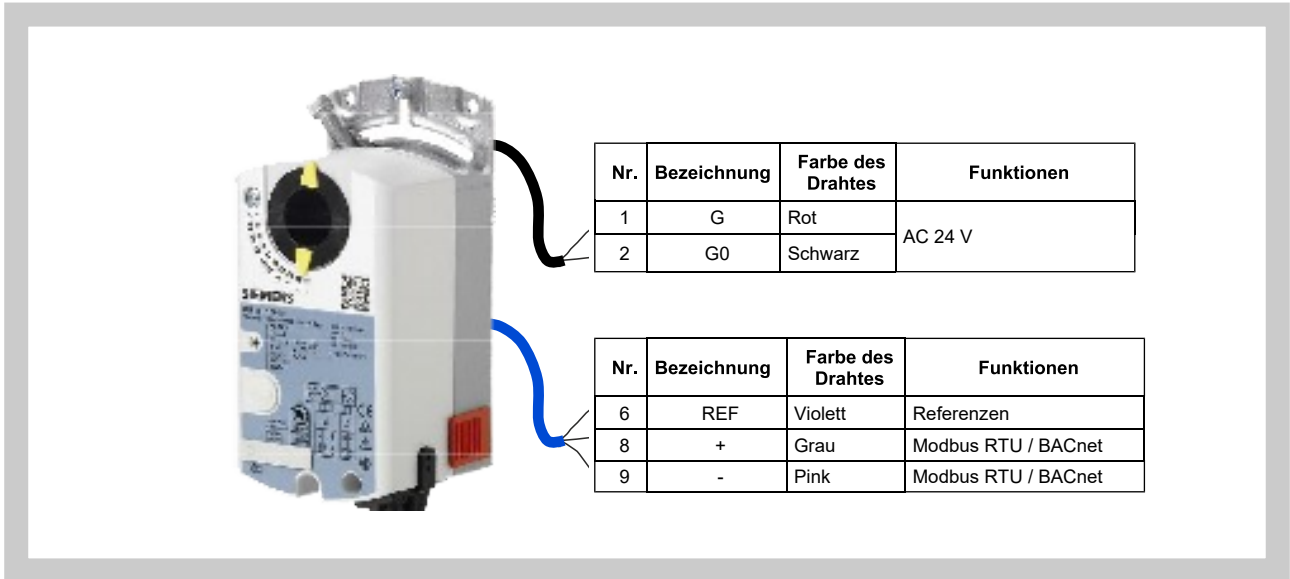 SIEMENS
Nr. Bezeichnung Farbe des Drahtes Funktionen
1 G Rot AC 24 V
2 G0 Schwarz
Nr. Bezeichnung Farbe des Drahtes Funktionen
6 REF Violett Referenzen
8 + Grau Modbus RTU / BACnet
9 - Pink Modbus RTU / BACnet